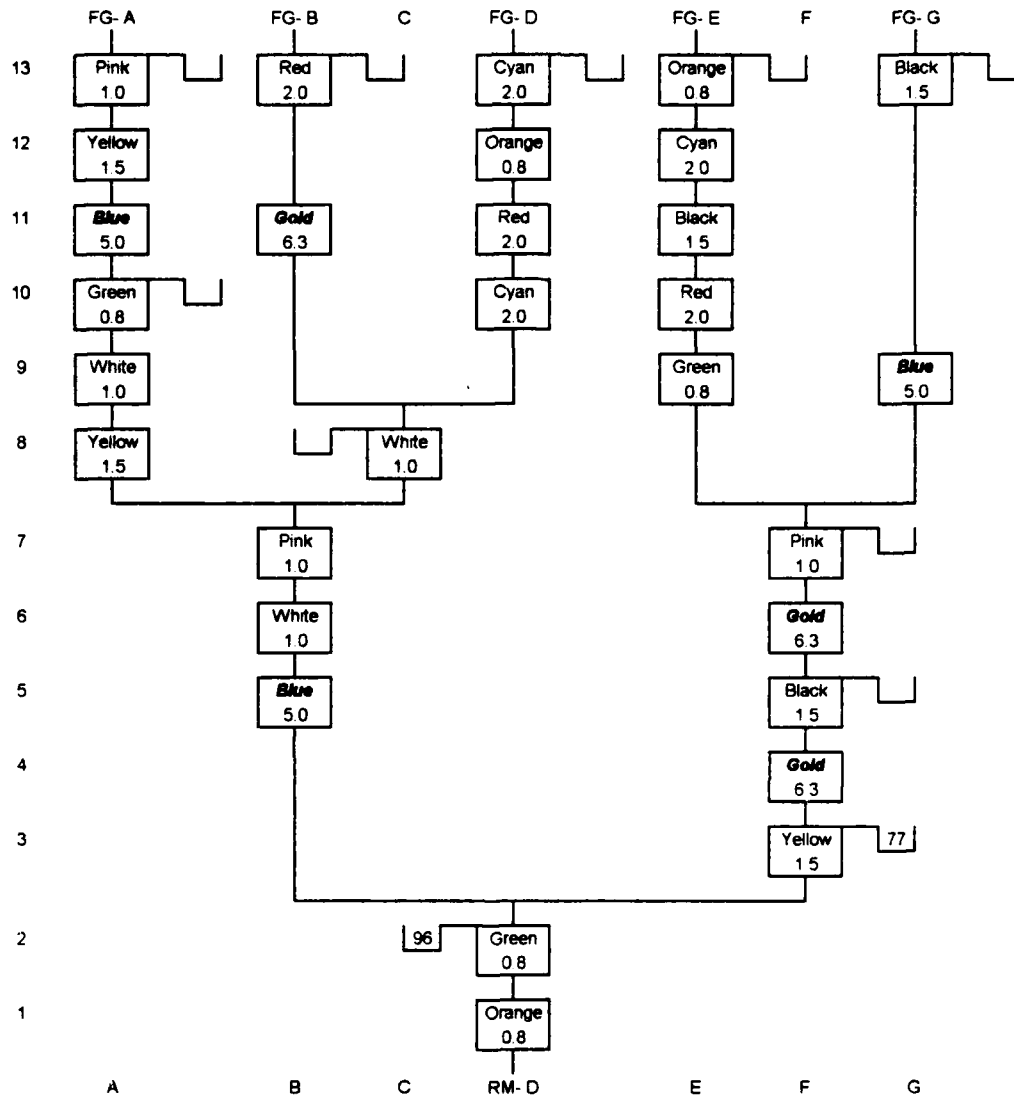 FG- A FG- B C FG- D FG- E F FG- G
13 Pink Red Cyan Orange Black
1.0 2.0 2.0 0.8 1.5
12 Yellow Orange Cyan
1.5 0.8 2.0
11 Blue Gold Red Black
5.0 6.3 2.0 1.5
10 Green Cyan Red
0.8 2.0 2.0
9 White Green Blue
1.0 0.8 5.0
8 Yellow White
1.5 1.0
7 Pink Pink
1.0 1.0
6 White Gold
1.0 6.3
5 Blue Black
5.0 1.5
4 Gold
6.3
3 Yellow 77
1.5
2 96 Green
0.8
1 Orange
0.8
A B C RM- D E F G